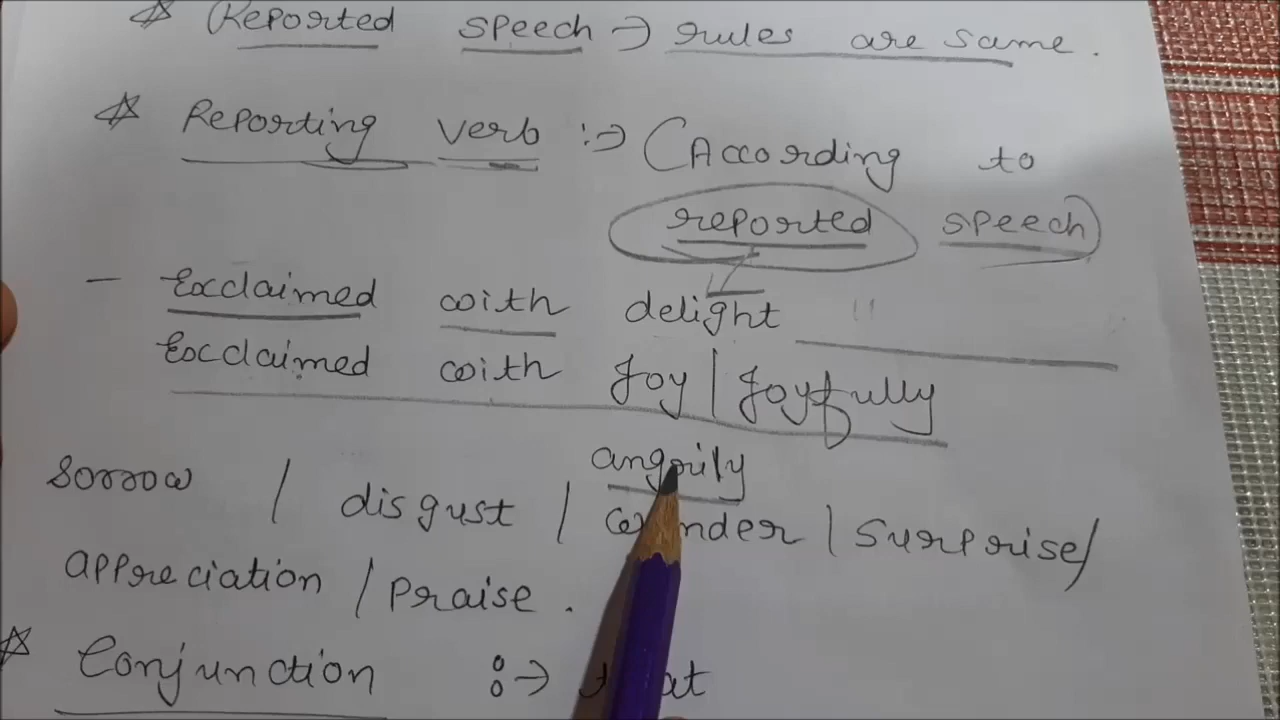 ☆ Reported speech → rules are same.
☆ Reporting verb :→ (According to
reported speech)
- Exclaimed with delight "
Exclaimed with Joy | Joyfully
angrily
sorrow / disgust / wonder | surprise/
appreciation / praise.
☆ Conjunction :→ that